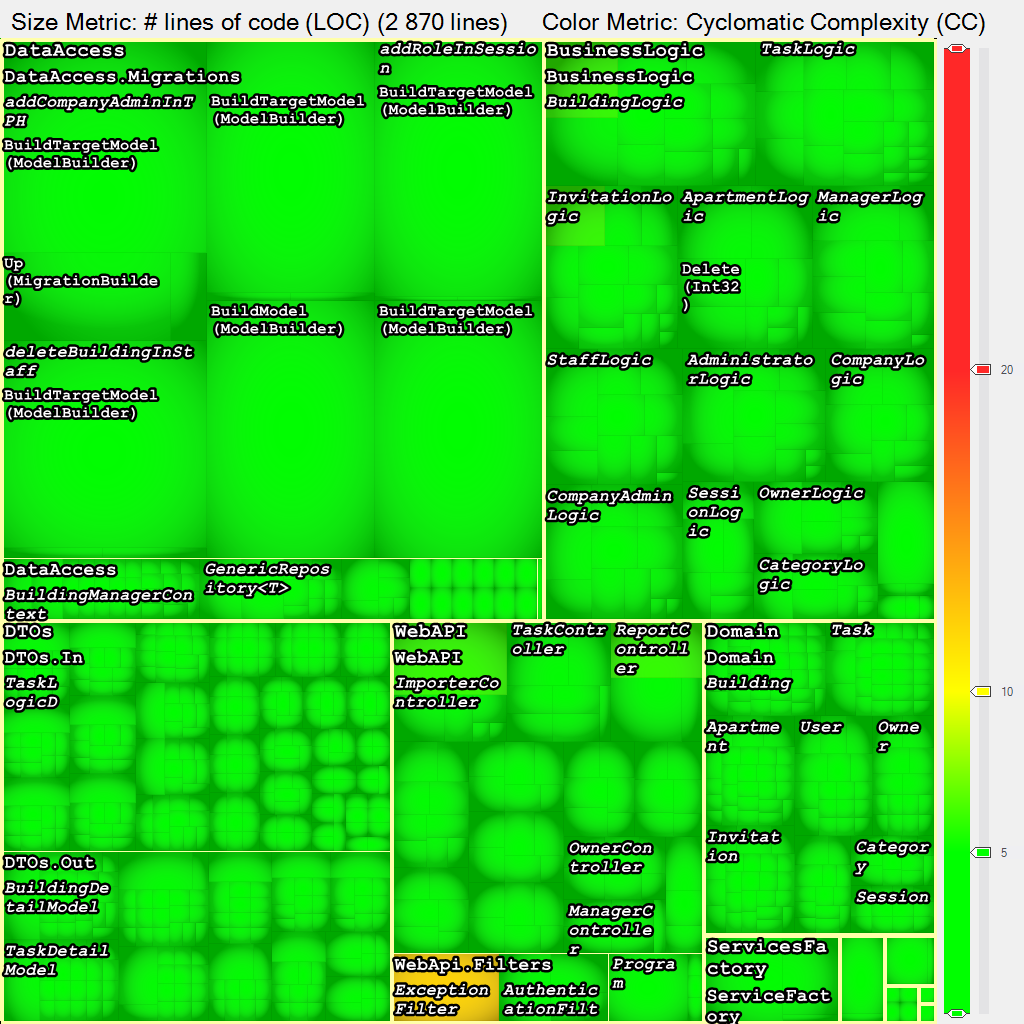 Size Metric: # lines of code (LOC) (2 870 lines)
Color Metric: Cyclomatic Complexity (CC)
DataAccess
DataAccess.Migrations
addCompanyAdminInT
PH
BuildTargetModel
(ModelBuilder)
BuildTargetModel
(ModelBuilder)
addRoleInSessio
n
BuildTargetModel
(ModelBuilder)
Up
(MigrationBuilde
r)
deleteBuildingInSt
aff
BuildTargetModel
(ModelBuilder)
BuildModel
(ModelBuilder)
BuildTargetModel
(ModelBuilder)
DataAccess
BuildingManagerCon
text
GenericRepos
itory<T>
BusinessLogic
BusinessLogic
BuildingLogic
TaskLogic
InvitationLo
gic
ApartmentLog
ic
Delete
(Int32
)
ManagerLog
ic
StaffLogic
Administrato
rLogic
CompanyLo
gic
CompanyAdmin
Logic
Sessi
onLog
ic
OwnerLogic
CategoryLo
gic
DTOs
DTOs.In
TaskL
ogicD
DTOs.Out
BuildingDe
tailModel
TaskDetail
Model
WebAPI
WebAPI
ImporterCo
ntroller
TaskContr
oller
ReportC
ontroll
er
OwnerCon
troller
ManagerC
ontrolle
r
WebApi.Filters
Exception
Filter
Authentic
ationFilt
Progra
m
Domain
Domain
Building
Task
Apartme
nt
User
Owne
r
Invitat
ion
Categor
y
Session
ServicesFa
ctory
ServiceFact
ory
20
10
5